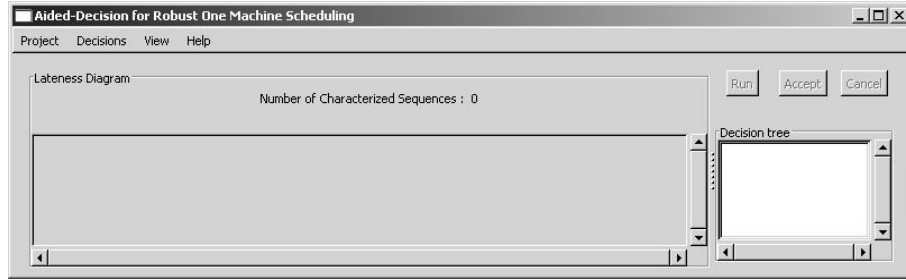 Aided-Decision for Robust One Machine Scheduling
Project Decisions View Help
Lateness Diagram
Number of Characterized Sequences : 0
Run Accept Cancel
Decision tree